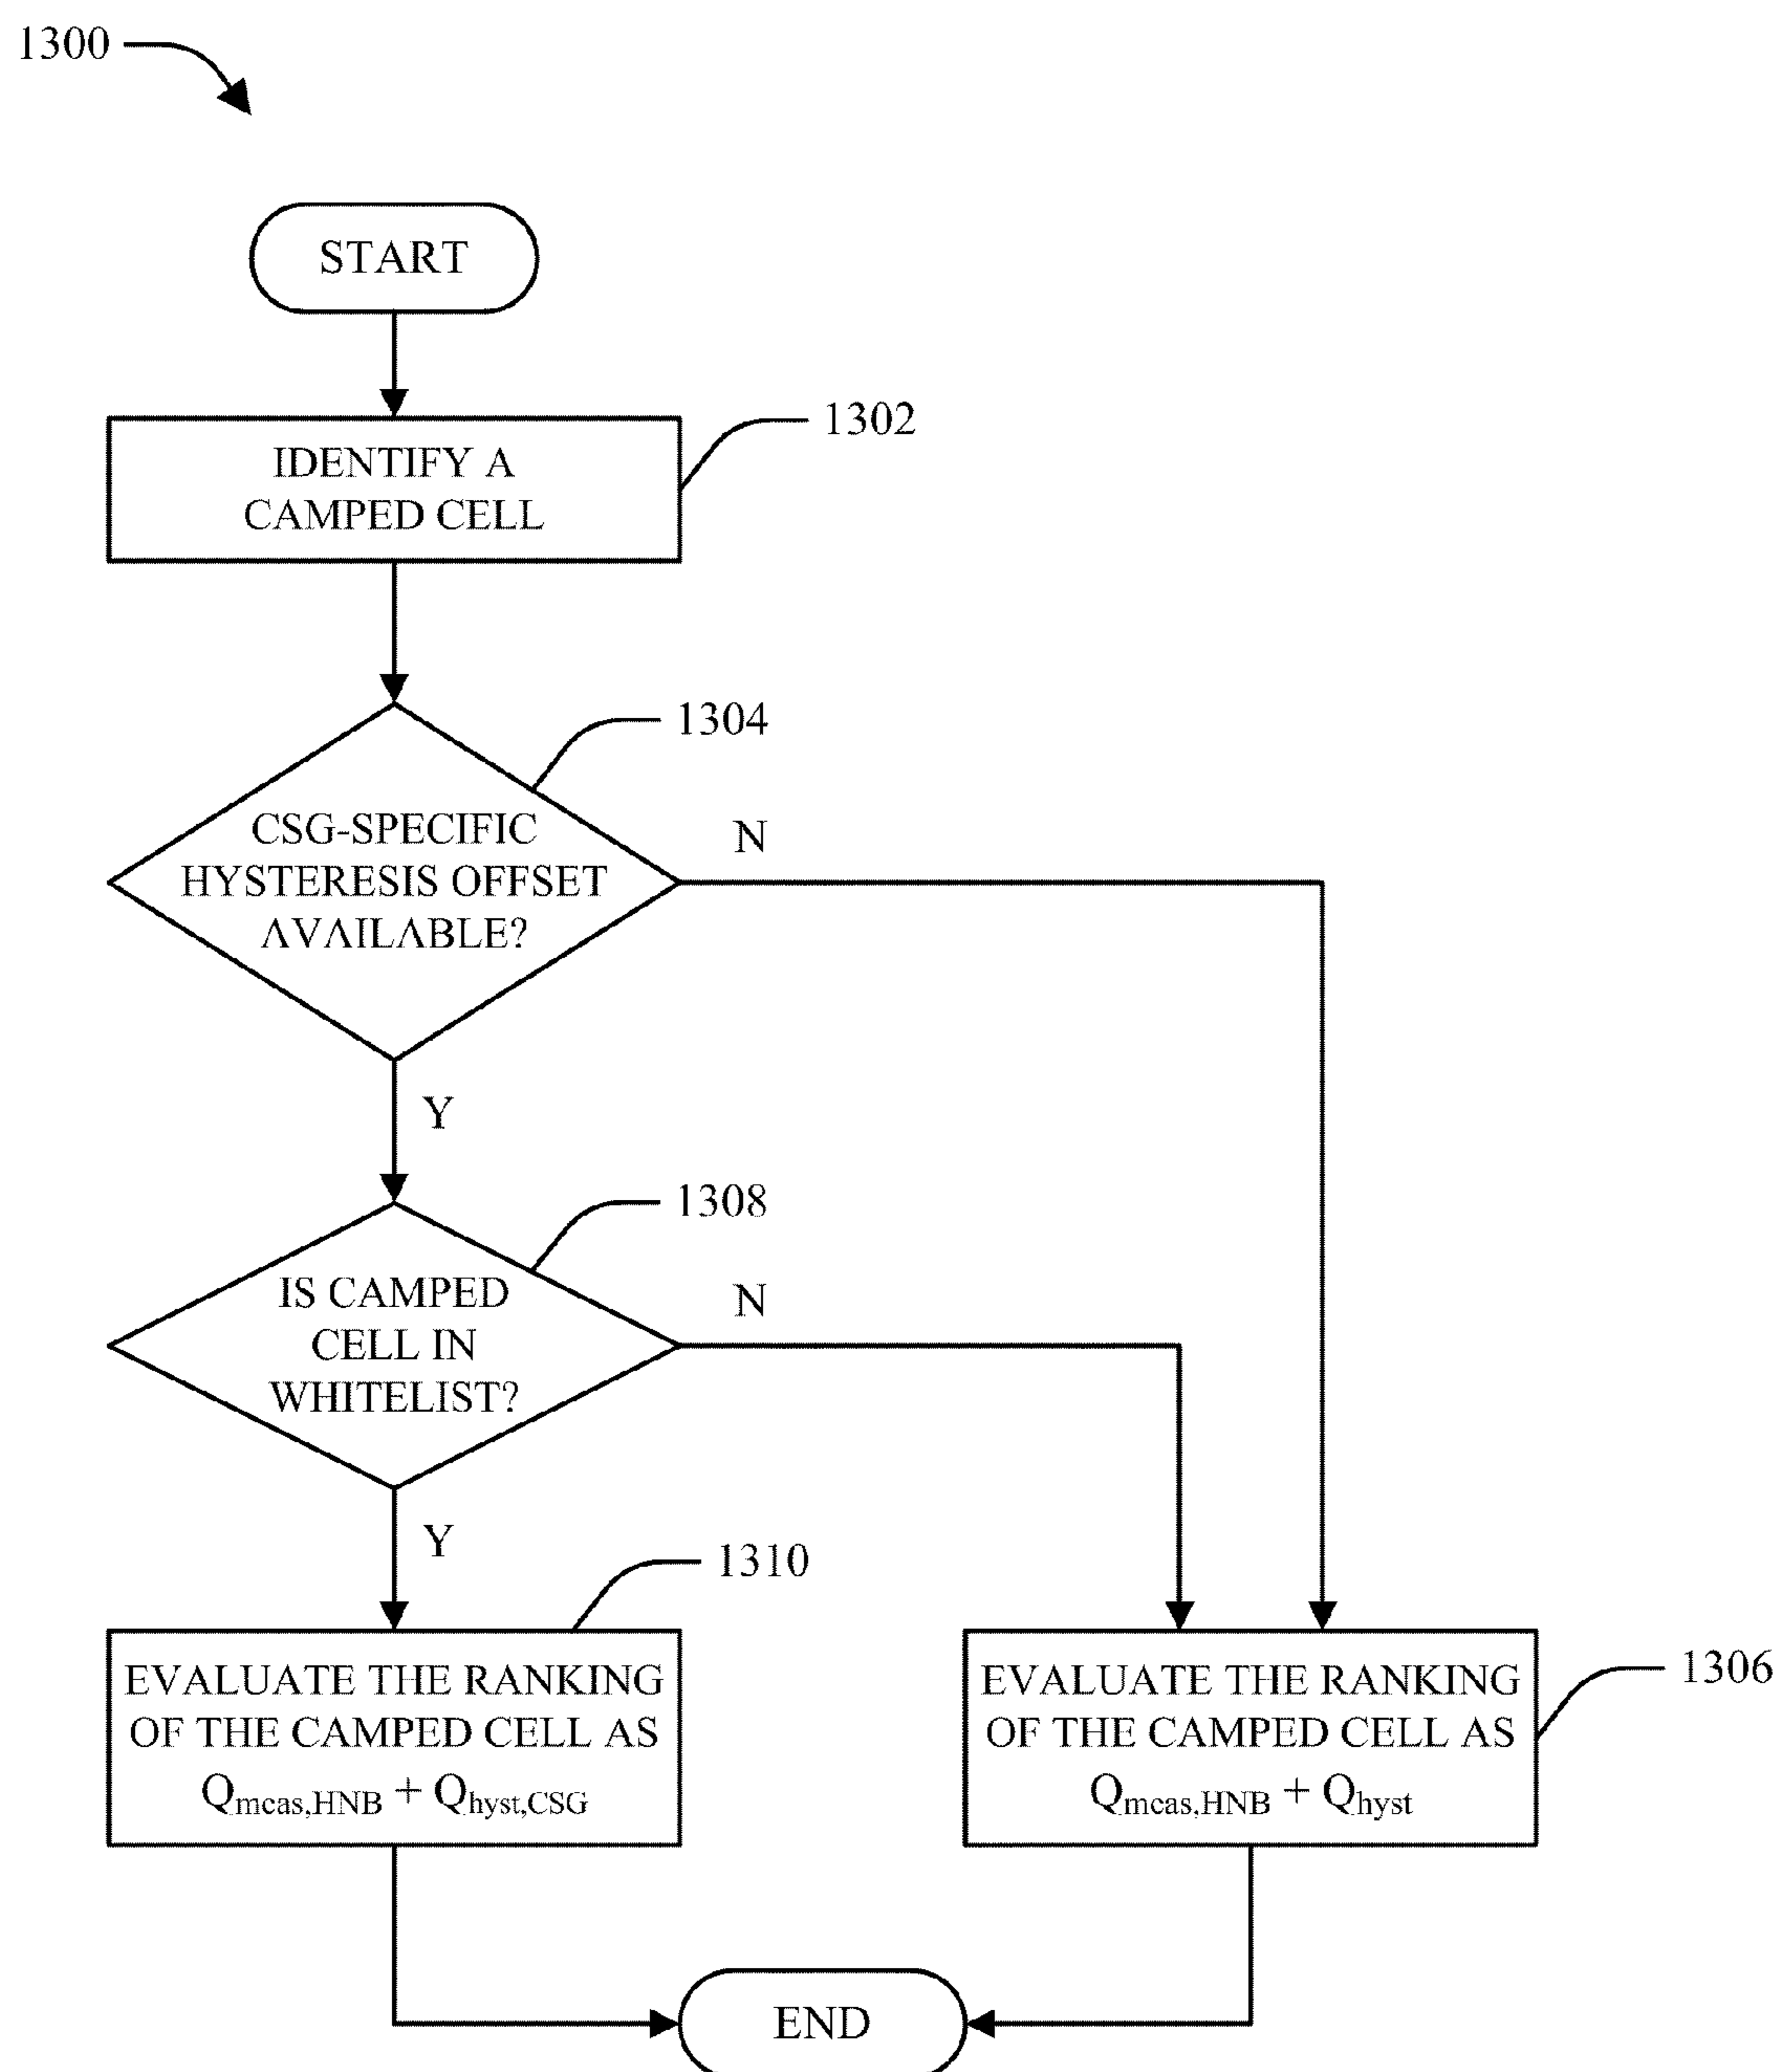 1300
START
IDENTIFY A
CAMPED CELL
1302
1304
CSG-SPECIFIC
HYSTERESIS OFFSET
AVAILABLE?
N
Y
1308
IS CAMPED
CELL IN
WHITELIST?
N
Y
1310
EVALUATE THE RANKING
OF THE CAMPED CELL AS
Qmeas,HNB + Qhyst,CSG
EVALUATE THE RANKING
OF THE CAMPED CELL AS
Qmeas,HNB + Qhyst
1306
END